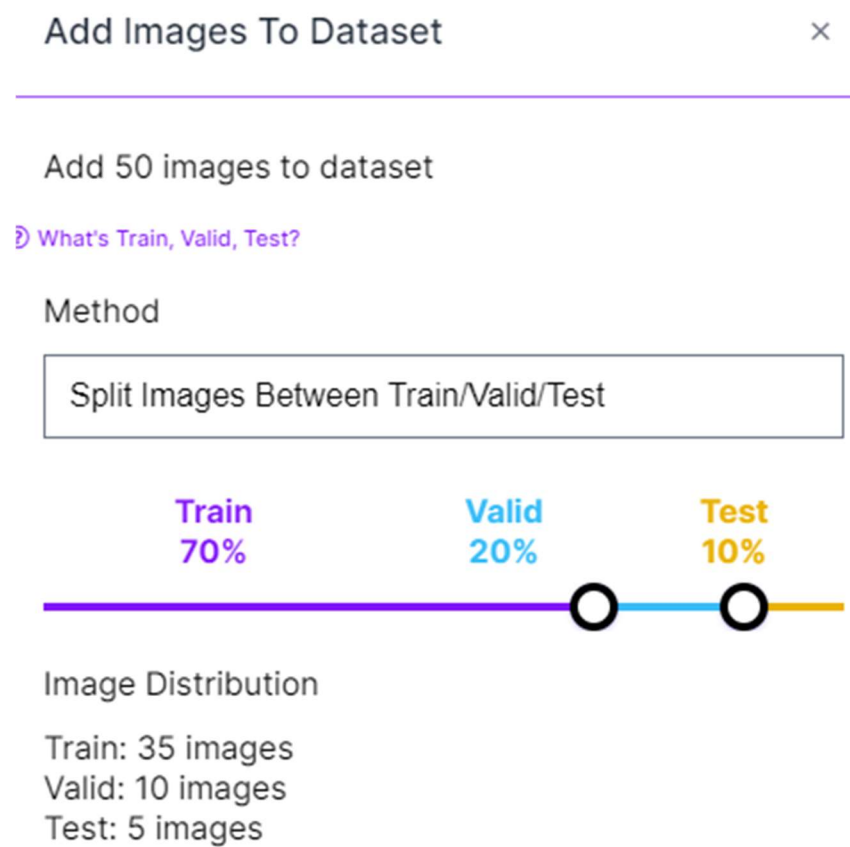 Add Images To Dataset
Add 50 images to dataset
What's Train, Valid, Test?
Method
Split Images Between Train/Valid/Test
Train Valid Test
70% 20% 10%
Image Distribution
Train: 35 images
Valid: 10 images
Test: 5 images